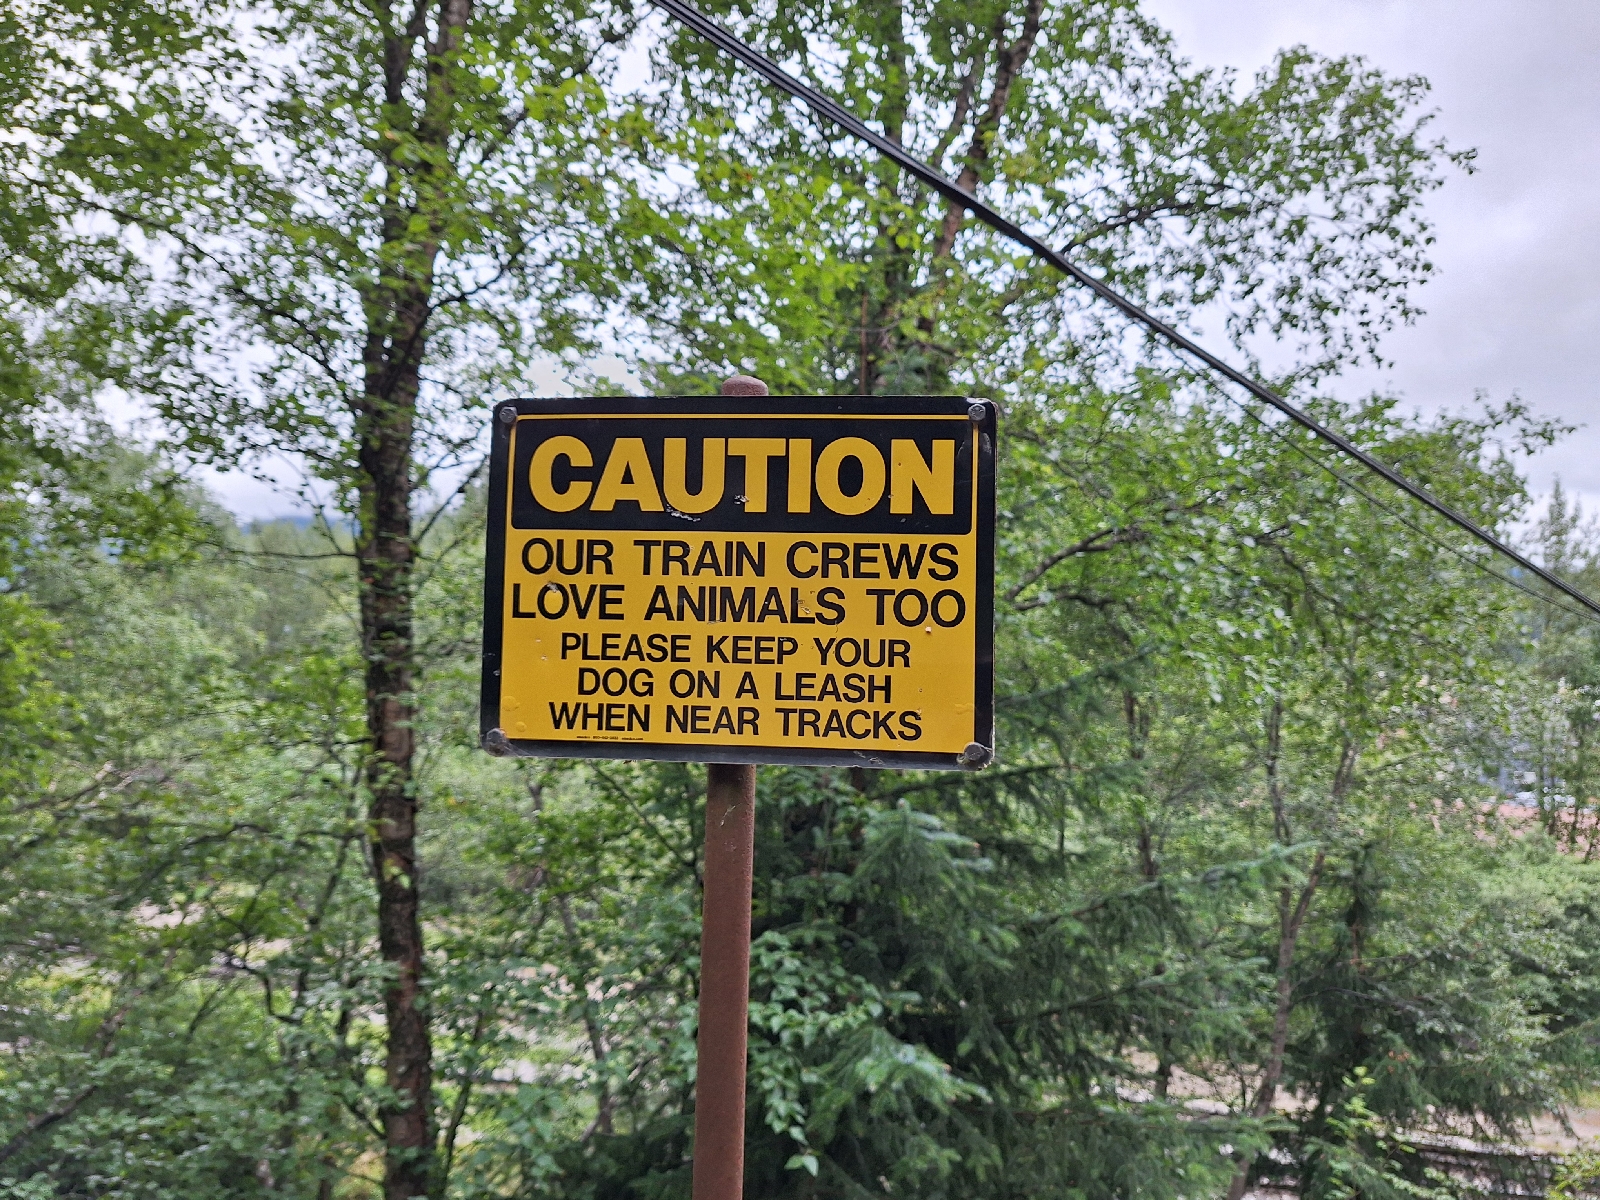 CAUTION
OUR TRAIN CREWS
LOVE ANIMALS TOO
PLEASE KEEP YOUR
DOG ON A LEASH
WHEN NEAR TRACKS